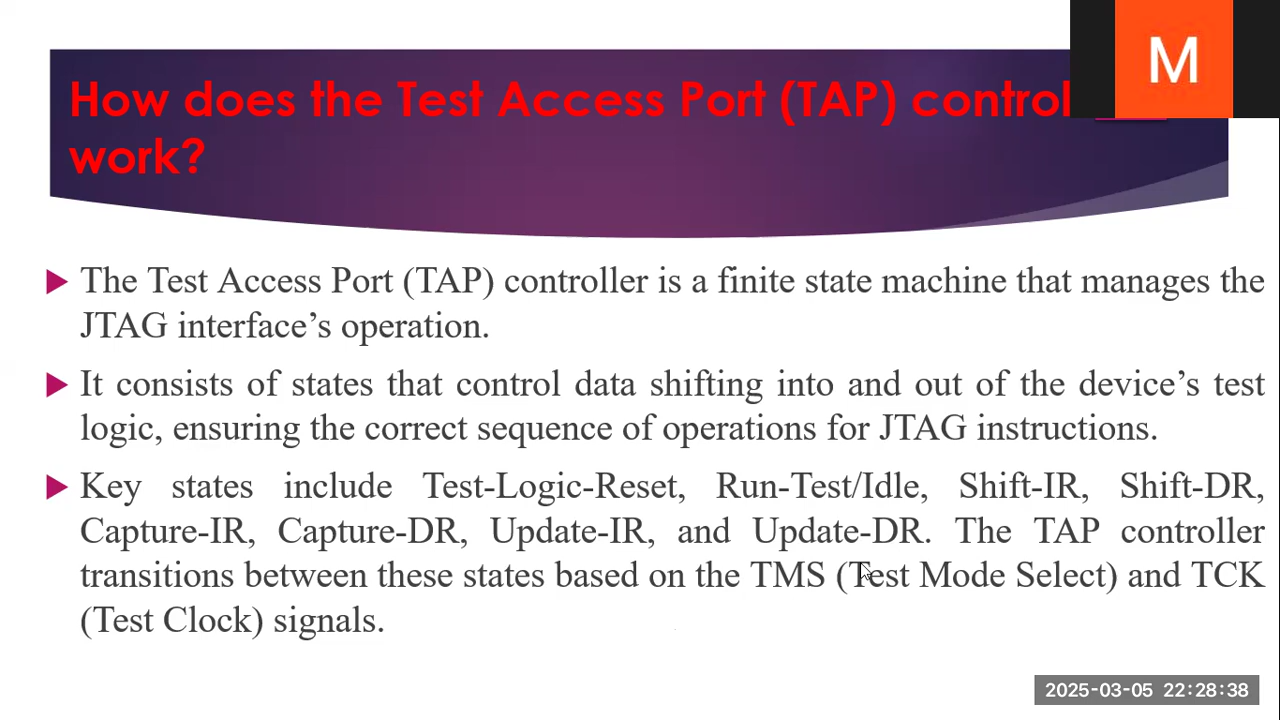 How does the Test Access Port (TAP) control
M
work?
The Test Access Port (TAP) controller is a finite state machine that manages the
JTAG interface’s operation.
It consists of states that control data shifting into and out of the device’s test
logic, ensuring the correct sequence of operations for JTAG instructions.
Key states include Test-Logic-Reset, Run-Test/Idle, Shift-IR, Shift-DR,
Capture-IR, Capture-DR, Update-IR, and Update-DR. The TAP controller
transitions between these states based on the TMS (Test Mode Select) and TCK
(Test Clock) signals.
2025-03-05 22:28:38